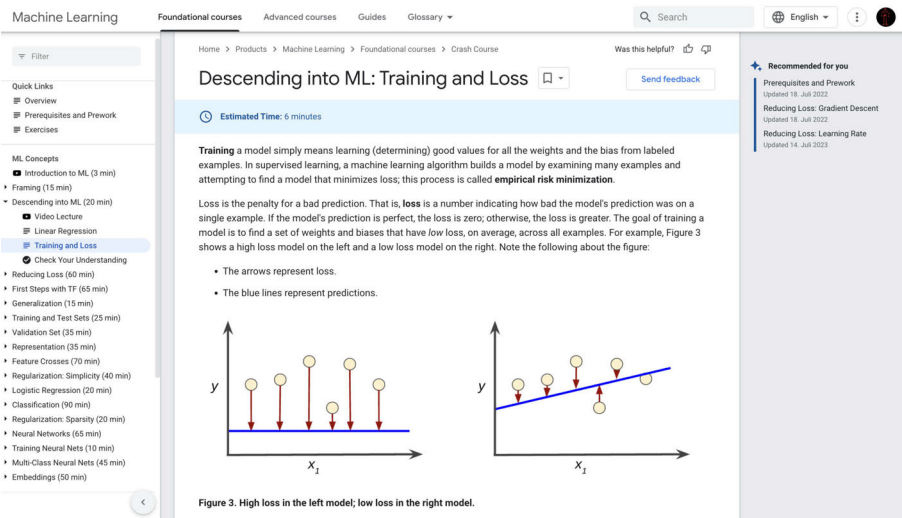 Machine Learning
Foundational courses
Advanced courses
Guides
Glossary
Search
English
Filter
Quick Links
Overview
Prerequisites and Prework
Exercises
ML Concepts
Introduction to ML (3 min)
Framing (15 min)
Descending into ML (20 min)
Video Lecture
Linear Regression
Training and Loss
Check Your Understanding
Reducing Loss (60 min)
First Steps with TF (65 min)
Generalization (15 min)
Training and Test Sets (25 min)
Validation Set (35 min)
Representation (35 min)
Feature Crosses (70 min)
Regularization: Simplicity (40 min)
Logistic Regression (20 min)
Classification (90 min)
Regularization: Sparsity (20 min)
Neural Networks (65 min)
Training Neural Nets (10 min)
Multi-Class Neural Nets (45 min)
Embeddings (50 min)
Home > Products > Machine Learning > Foundational courses > Crash Course
Was this helpful?
Descending into ML: Training and Loss
Send feedback
Estimated Time: 6 minutes
Training a model simply means learning (determining) good values for all the weights and the bias from labeled
examples. In supervised learning, a machine learning algorithm builds a model by examining many examples and
attempting to find a model that minimizes loss; this process is called empirical risk minimization.
Loss is the penalty for a bad prediction. That is, loss is a number indicating how bad the model's prediction was on a
single example. If the model's prediction is perfect, the loss is zero; otherwise, the loss is greater. The goal of training a
model is to find a set of weights and biases that have low loss, on average, across all examples. For example, Figure 3
shows a high loss model on the left and a low loss model on the right. Note the following about the figure:
• The arrows represent loss.
• The blue lines represent predictions.
y
x1
y
x1
Figure 3. High loss in the left model; low loss in the right model.
Recommended for you
Prerequisites and Prework
Updated 18. Juli 2022
Reducing Loss: Gradient Descent
Updated 18. Juli 2022
Reducing Loss: Learning Rate
Updated 14. Juli 2023